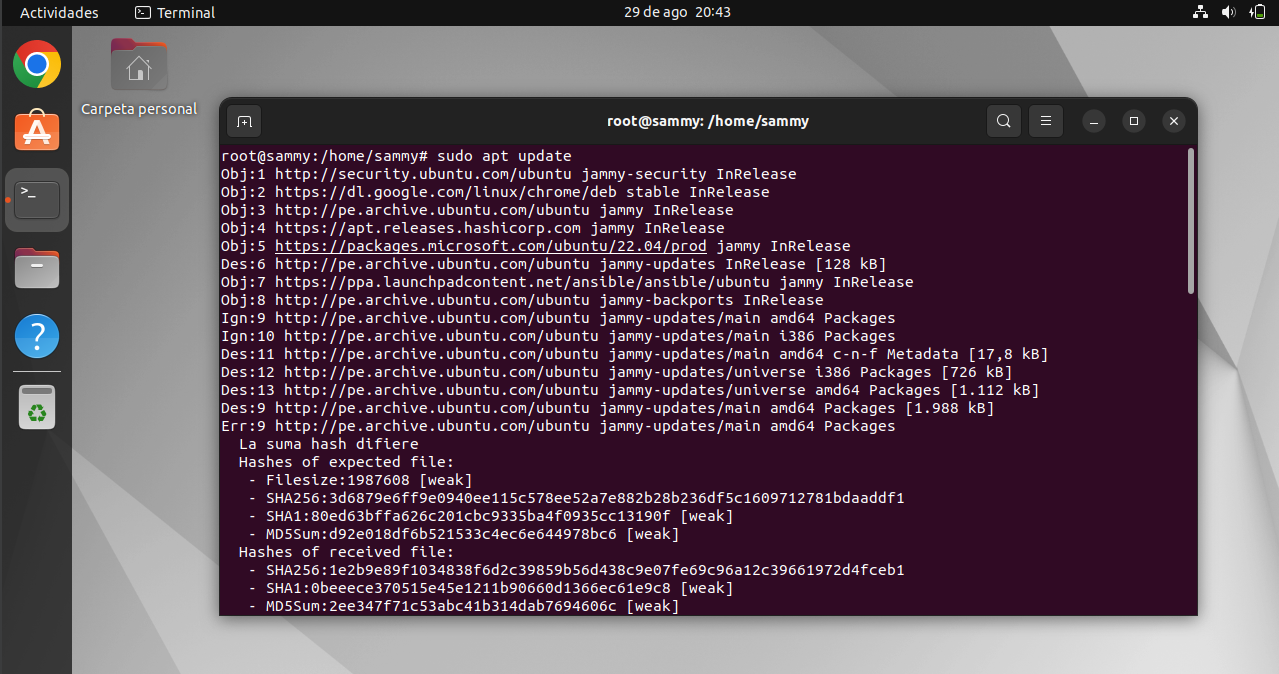 Actividades
Terminal
29 de ago 20:43
Carpeta personal
root@sammy: /home/sammy
root@sammy:/home/sammy# sudo apt update
Obj:1 http://security.ubuntu.com/ubuntu jammy-security InRelease
Obj:2 https://dl.google.com/linux/chrome/deb stable InRelease
Obj:3 http://pe.archive.ubuntu.com/ubuntu jammy InRelease
Obj:4 https://apt.releases.hashicorp.com jammy InRelease
Obj:5 https://packages.microsoft.com/ubuntu/22.04/prod jammy InRelease
Des:6 http://pe.archive.ubuntu.com/ubuntu jammy-updates InRelease [128 kB]
Obj:7 https://ppa.launchpadcontent.net/ansible/ansible/ubuntu jammy InRelease
Obj:8 http://pe.archive.ubuntu.com/ubuntu jammy-backports InRelease
Ign:9 http://pe.archive.ubuntu.com/ubuntu jammy-updates/main amd64 Packages
Ign:10 http://pe.archive.ubuntu.com/ubuntu jammy-updates/main i386 Packages
Des:11 http://pe.archive.ubuntu.com/ubuntu jammy-updates/main amd64 c-n-f Metadata [17,8 kB]
Des:12 http://pe.archive.ubuntu.com/ubuntu jammy-updates/universe i386 Packages [726 kB]
Des:13 http://pe.archive.ubuntu.com/ubuntu jammy-updates/universe amd64 Packages [1.112 kB]
Des:9 http://pe.archive.ubuntu.com/ubuntu jammy-updates/main amd64 Packages [1.988 kB]
Err:9 http://pe.archive.ubuntu.com/ubuntu jammy-updates/main amd64 Packages
La suma hash difiere
Hashes of expected file:
- Filesize:1987608 [weak]
- SHA256:3d6879e6ff9e0940ee115c578ee52a7e882b28b236df5c1609712781bdaaddf1
- SHA1:80ed63bffa626c201cbc9335ba4f0935cc13190f [weak]
- MD5Sum:d92e018df6b521533c4ec6e644978bc6 [weak]
Hashes of received file:
- SHA256:1e2b9e89f1034838f6d2c39859b56d438c9e07fe69c96a12c39661972d4fceb1
- SHA1:0beeece370515e45e1211b90660d1366ec61e9c8 [weak]
- MD5Sum:2ee347f71c53abc41b314dab7694606c [weak]